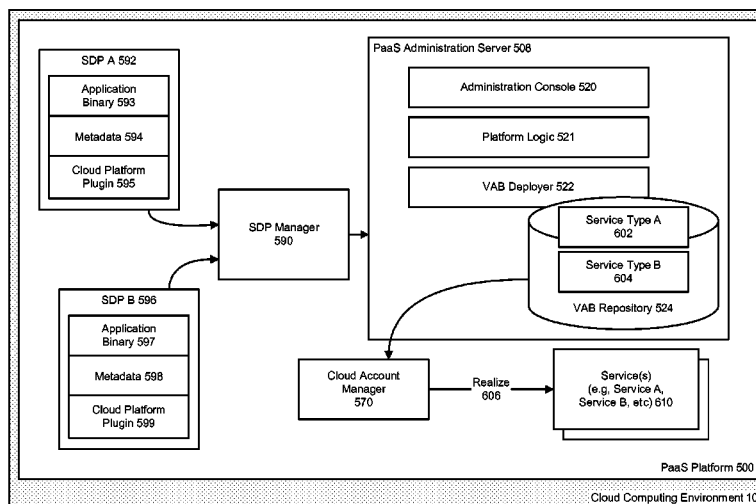 SDP A 592
Application
Binary 593
Metadata 594
Cloud Platform
Plugin 595
SDP B 596
Application
Binary 597
Metadata 598
Cloud Platform
Plugin 599
SDP Manager
590
PaaS Administration Server 508
Administration Console 520
Platform Logic 521
VAB Deployer 522
Service Type A
602
Service Type B
604
VAB Repository 524
Cloud Account
Manager
570
Realize
606
Service(s)
(e.g, Service A,
Service B, etc) 610
PaaS Platform 500
Cloud Computing Environment